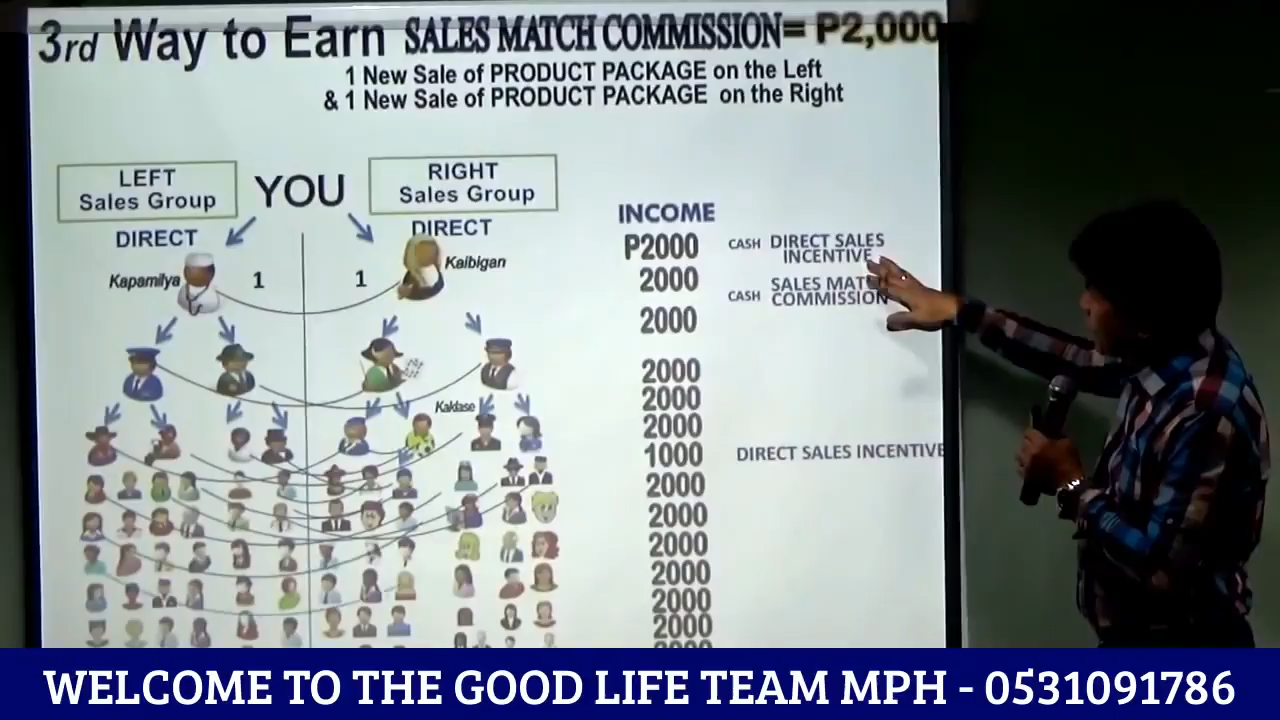 3rd Way to Earn SALES MATCH COMMISSION= P2,000
1 New Sale of PRODUCT PACKAGE on the Left
& 1 New Sale of PRODUCT PACKAGE on the Right
LEFT
Sales Group
YOU
RIGHT
Sales Group
DIRECT
DIRECT
Kapamilya
1
1
Kaibigan
Kaklase
INCOME
P2000 CASH DIRECT SALES
INCENTIVE
2000 CASH SALES MATCH
COMMISSION
2000
2000
2000
2000
1000 DIRECT SALES INCENTIVE
2000
2000
2000
2000
2000
2000
WELCOME TO THE GOOD LIFE TEAM MPH - 0531091786